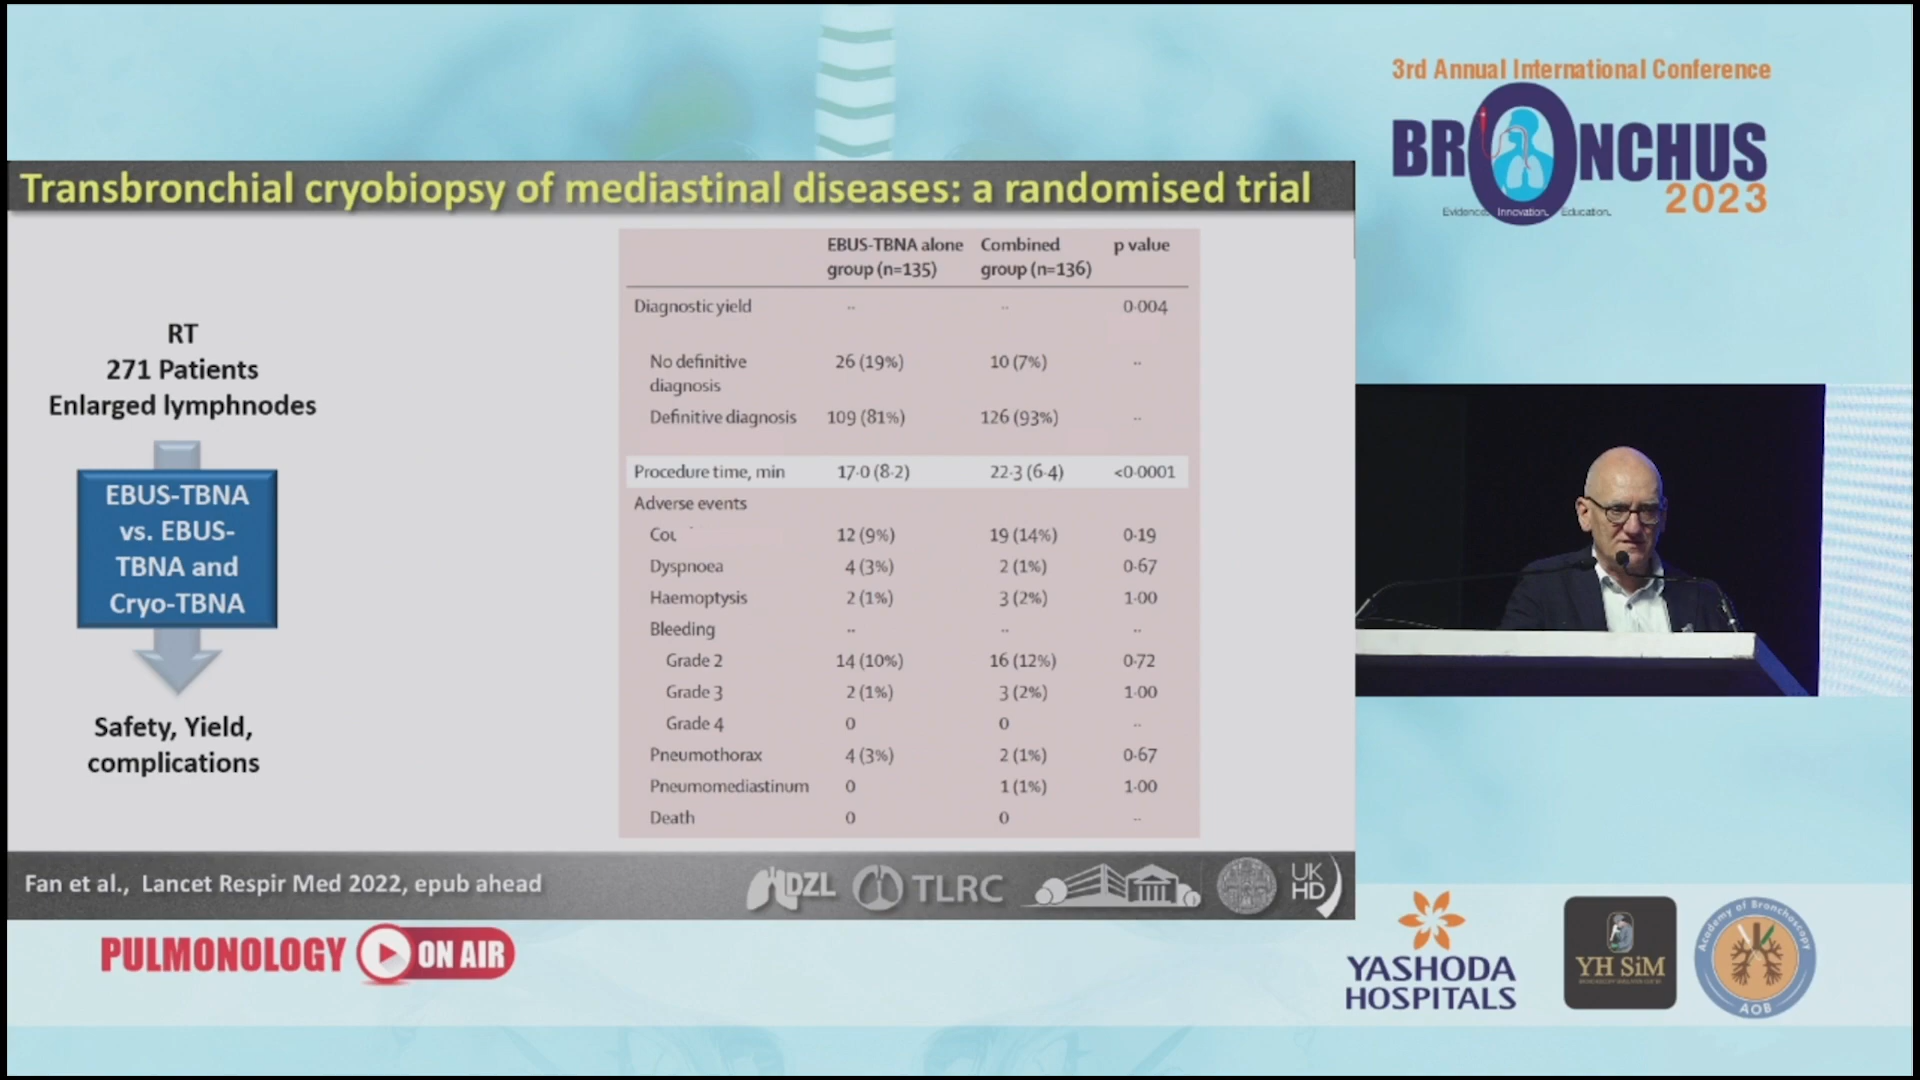 3rd Annual International Conference
BRONCHUS
2023
Evidence. Innovation. Education.
Transbronchial cryobiopsy of mediastinal diseases: a randomised trial
RT
271 Patients
Enlarged lymphnodes
EBUS-TBNA
vs. EBUS-
TBNA and
Cryo-TBNA
Safety, Yield,
complications
EBUS-TBNA alone Combined p value
group (n=135) group (n=136)
Diagnostic yield ·· ·· 0·004
No definitive 26 (19%) 10 (7%) ··
diagnosis
Definitive diagnosis 109 (81%) 126 (93%) ··
Procedure time, min 17·0 (8·2) 22·3 (6·4) <0·0001
Adverse events
Cou 12 (9%) 19 (14%) 0·19
Dyspnoea 4 (3%) 2 (1%) 0·67
Haemoptysis 2 (1%) 3 (2%) 1·00
Bleeding ·· ·· ··
Grade 2 14 (10%) 16 (12%) 0·72
Grade 3 2 (1%) 3 (2%) 1·00
Grade 4 0 0 ··
Pneumothorax 4 (3%) 2 (1%) 0·67
Pneumomediastinum 0 1 (1%) 1·00
Death 0 0 ··
Fan et al., Lancet Respir Med 2022, epub ahead
DZL
TLRC
UK
HD
PULMONOLOGY ON AIR
YASHODA
HOSPITALS
YH SiM
Academy of Bronchoscopy
AOB